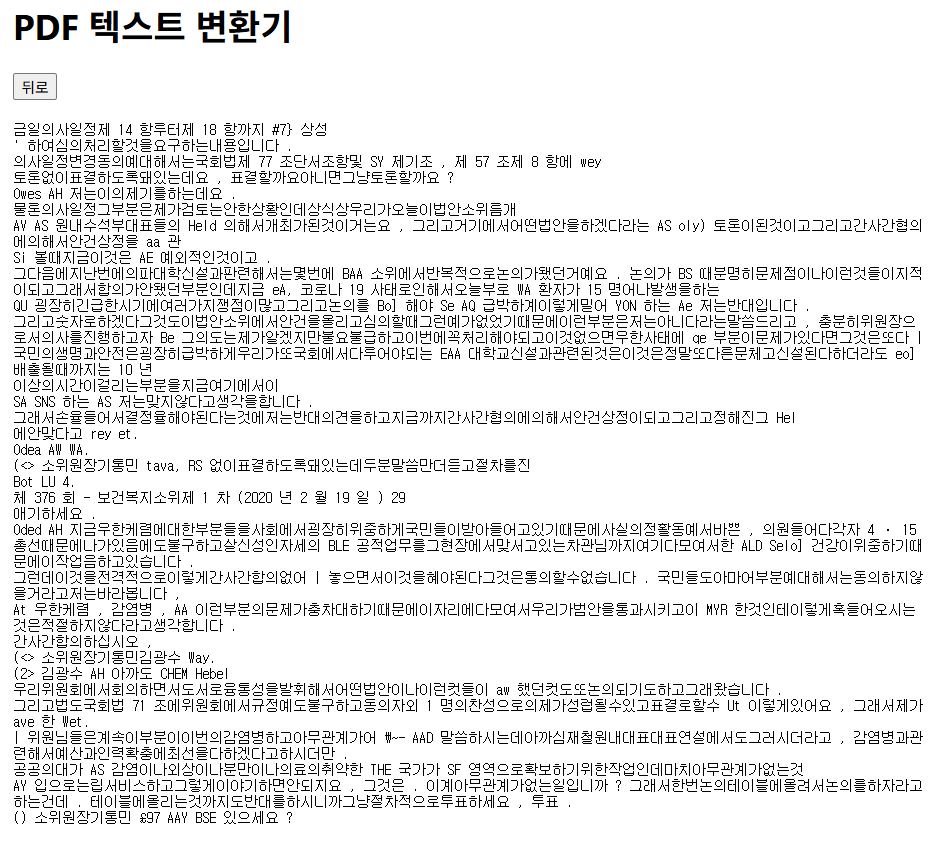 PDF 텍스트 변환기
뒤로
금일의사일정제 14 항루터제 18 항까지 #7} 상성
' 하여심의처리할것을요구하는내용입니다 .
의사일정변경동의예대해서는국회법제 77 조단서조항및 SY 제기조 , 제 57 조제 8 항에 wey
토론없이표결하도록돼있는데요 , 표결할까요아니면그냥토론할까요 ?
Owes AH 저는이의제기를하는데요 .
물론의사일정그부분은제가검토는안한상황인데상식상우리가오늘이법안소위름개
AV AS 원내수석부대표들의 Held 의해서개최가된것이거는요 , 그리고거기에서어떤법안을하겠다라는 AS oly) 토론이된것이고그리고간사간협의
에의해서안건상정을 aa 관
Si 볼때지금이것은 AE 예외적인것이고 .
그다음에지난번에의파대학신설과판련해서는몇번에 BAA 소위에서반복적으로논의가됐던거예요 . 논의가 BS 때분명히문제점이나이런것들이지적
이되고그래서합의가안됐던부분인데지금 eA, 코로나 19 사태로인해서오늘부로 WA 환자가 15 명어나발생을하는
QU 굉장히긴급한시기에여러가지쟁점이많고그리고논의를 Bo] 해야 Se AQ 급박하계이렇게밀어 YON 하는 Ae 저는반대입니다 .
그리고숫자로하겠다그것도이법안소위에서안건을올리고심의할때그런예가없었기때문에이런부분은저는아니다라는말씀드리고 , 충분히위원장으
로서의사를진행하고자 Be 그의도는제가알겠지만불요불급하고이번에꼭처리해야되고이것없으면우한사태에 qe 부분이문제가있다면그것은또다 |
국민의생명과안전은굉장히급박하게우리가또국회에서다투어야되는 EAA 대학교신설과관련된것은이것은정말또다른문체고신설된다하더라도 eo]
배출될때까지는 10 년
이상의시간이걸리는부분을지금여기에서이
SA SNS 하는 AS 저는맞지않다고생각을합니다 .
그래서손율들어서결정율해야된다는것에저는반대의견을하고지금까지간사간협의에의해서안건상정이되고그리고정해진그 Hel
에안맞다고 rey et.
Odea AW WA.
(<> 소위원장기통민 tava, RS 없이표결하도록돼있는데두분말씀만더듣고절차를진
Bot LU 4.
체 376 회 - 보건복지소위제 1 차 (2020 년 2 월 19 일 ) 29
얘기하세요 .
Oded AH 지금우한케렴에대한부분들을사회에서굉장히위중하게국민들이발아들어고있기때문에사실의정활동예서바쁜 , 의원들어다각자 4 · 15
총선때문에나가있음에도불구하고살신성인자세의 BLE 공적업무를그현장에서맞서고있는차관님까지여기다모여서한 ALD Selo] 건강이위중하기때
문에이작업음하고있습니다 .
그런데이것을전격적으로이렇게간사간합의없어 | 놓으면서이것을혜야된다그것은통의할수없습니다 . 국민들도아마어부분예대해서는동의하지않
을거라고저는바라봅니다 ,
At 우한케렴 , 감염병 , AA 이런부분의문제가충차대하기때문에이자리에다모여서우리가범안을통과시키고이 MYR 한것인테이렇게혹들어오시는
것은적절하지않다라고생각합니다 .
간사간합의하십시오 ,
(<> 소위원장기통민김광수 Way.
(2> 김광수 AH 아까도 CHEM Hebel
우리위원회에서회의하면서도서로융통성을발휘해서어떤법안이나이런컷들이 aw 했던컷도또논의되기도하고그래왔습니다 .
그리고법도국회법 71 조에위원회에서규정예도불구하고동의자외 1 명의찬성으로의제가성립될수있고표결로할수 Ut 이렇게있어요 , 그래서제가
ave 한 Wet.
| 위원님들은계속이부분이이번의감염병하고아무관계가어 ₩~- AAD 말씀하시는데아까심재철원내대표대표연설에서도그러시더라고 , 감염병과관
련해서예산과인력확충에최선을다하겠다고하시더만 .
공공의대가 AS 감염이나외상이나분만이나의료의취약한 THE 국가가 SF 영역으로확보하기위한작업인데마치아무관계가없는것
AY 입으로는립서비스하고그렇게이야기하면안되지요 , 그것은 . 이계아무관계가없는일입니까 ? 그래서한번논의테이블에올려서논의를하자라고
하는건데 . 테이블에올리는것까지도반대를하시니까그냥절차적으로투표하세요 , 투표 .
() 소위원장기통민 £97 AAY BSE 있으세요 ?